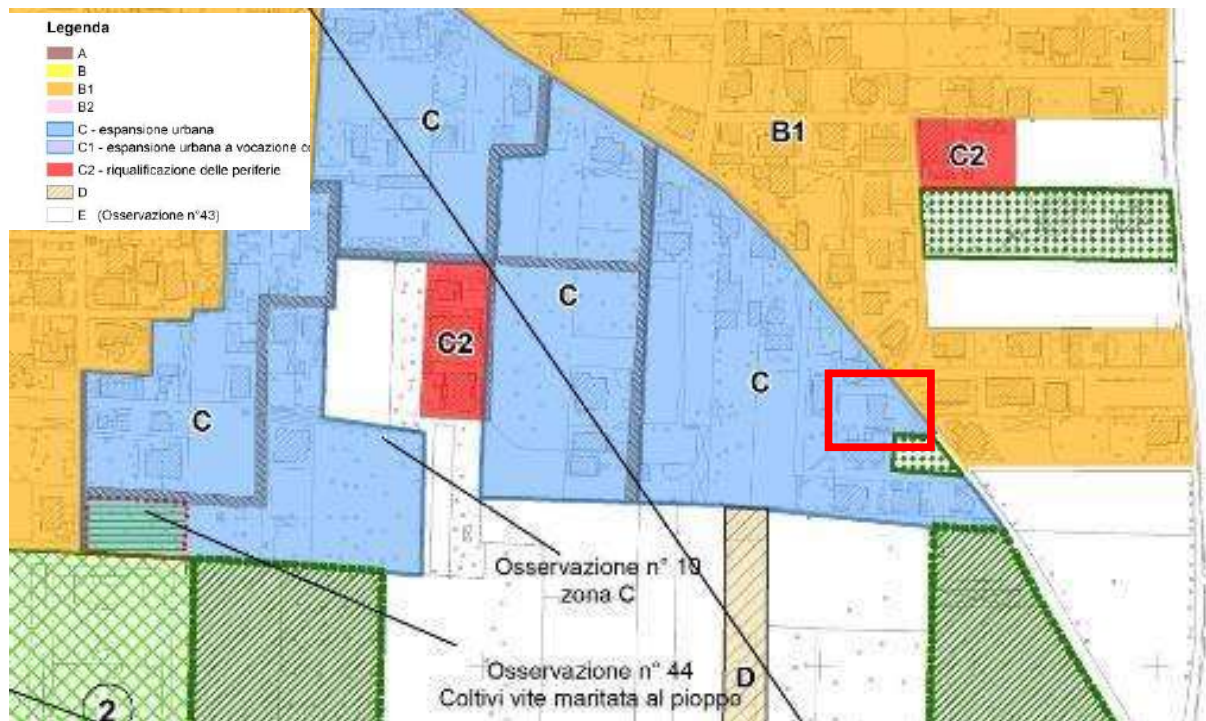 Legenda
A
B
B1
B2
C - espansione urbana
C1 - espansione urbana a vocazione
C2 - riqualificazione delle periferie
D
E (Osservazione n°43)
C
B1
C2
C
C2
C
C
Osservazione n° 19
zona C
Osservazione n° 44
Coltivi vite maritata al pioppo
D
2